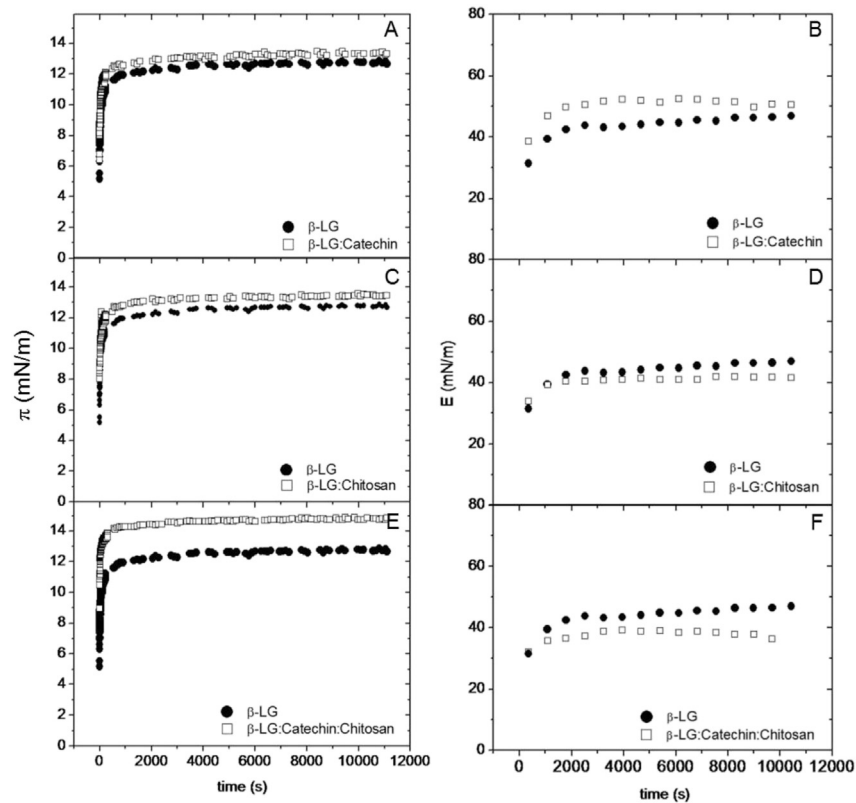 A
14
12
10
8
6
4
2
0
β-LG
β-LG:Catechin
B
80
60
40
20
80
β-LG
β-LG:Catechin
C
14
12
10
8
6
4
2
0
β-LG
β-LG:Chitosan
D
60
40
20
80
β-LG
β-LG:Chitosan
π (mN/m)
E (mN/m)
E
14
12
10
8
6
4
2
0
β-LG
β-LG:Catechin:Chitosan
0 2000 4000 6000 8000 10000 12000
time (s)
F
60
40
20
0
β-LG
β-LG:Catechin:Chitosan
0 2000 4000 6000 8000 10000 12000
time (s)